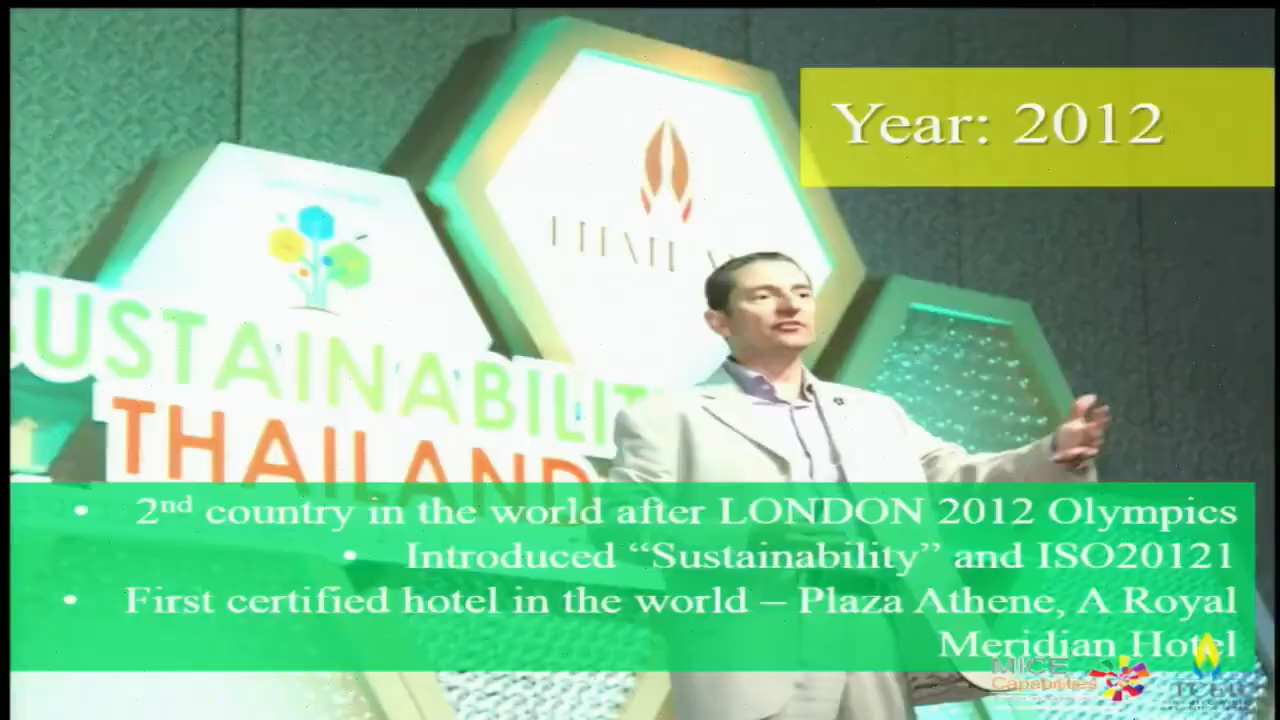 Year: 2012
SUSTAINABILITY
THAILAND
• 2nd country in the world after LONDON 2012 Olympics
• Introduced “Sustainability” and ISO20121
• First certified hotel in the world – Plaza Athene, A Royal
Meridian Hotel
MICE
Capabilities